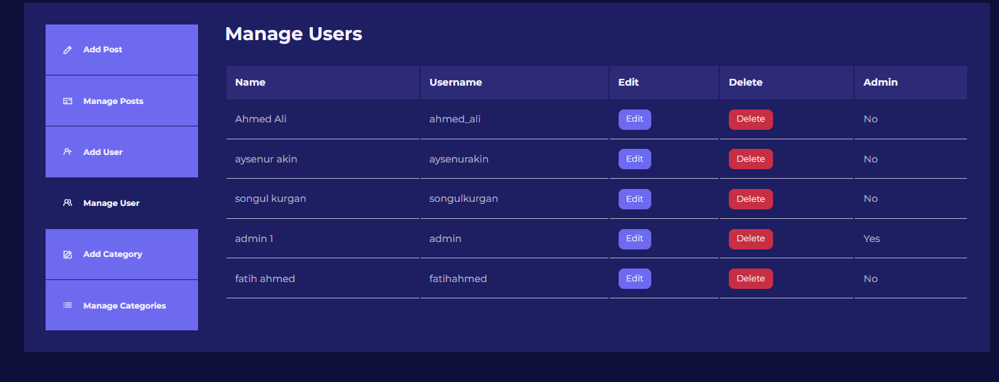 Add Post
Manage Posts
Add User
Manage User
Add Category
Manage Categories
Manage Users
Name Username Edit Delete Admin
Ahmed Ali ahmed_ali Edit Delete No
aysenur akin aysenurakin Edit Delete No
songul kurgan songulkurgan Edit Delete No
admin 1 admin Edit Delete Yes
fatih ahmed fatihahmed Edit Delete No